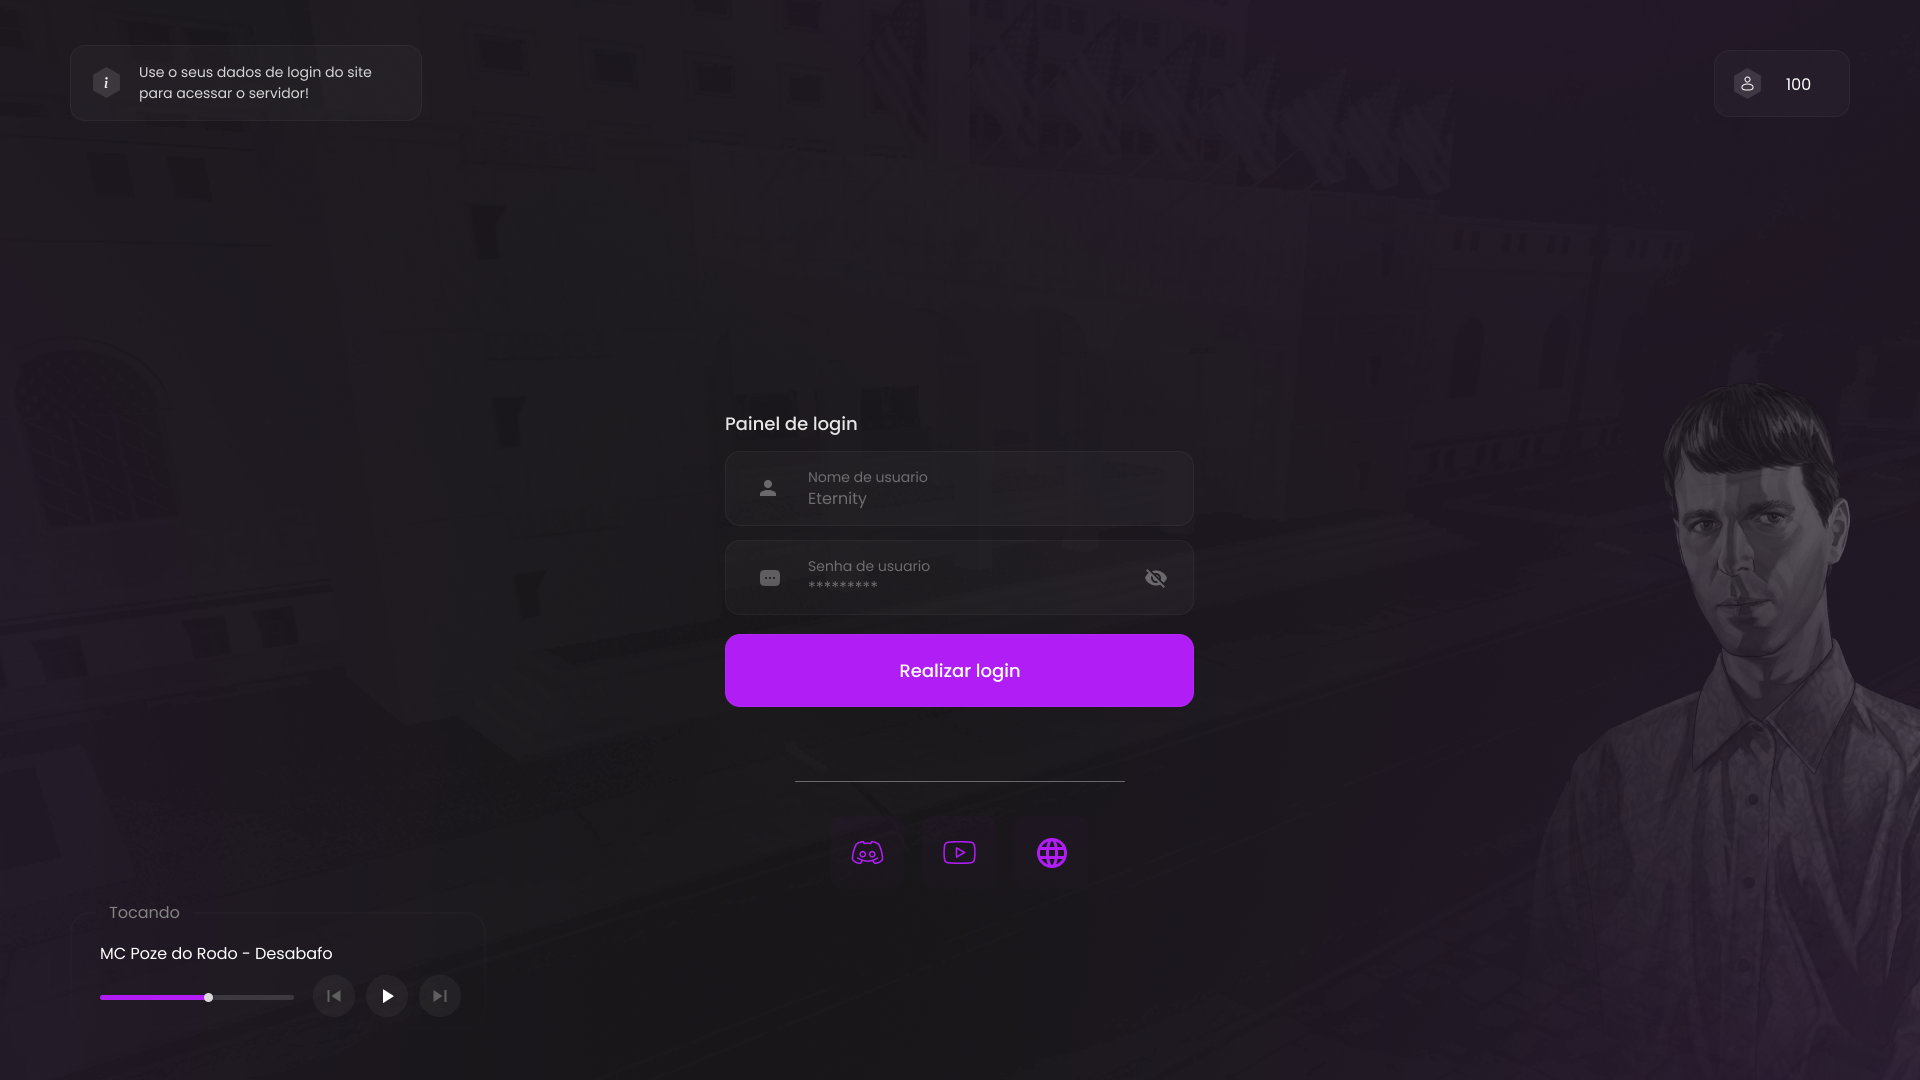 Use o seus dados de login do site
para acessar o servidor!
100
Painel de login
Nome de usuario
Eternity
Senha de usuario
*********
Realizar login
Tocando
MC Poze do Rodo - Desabafo